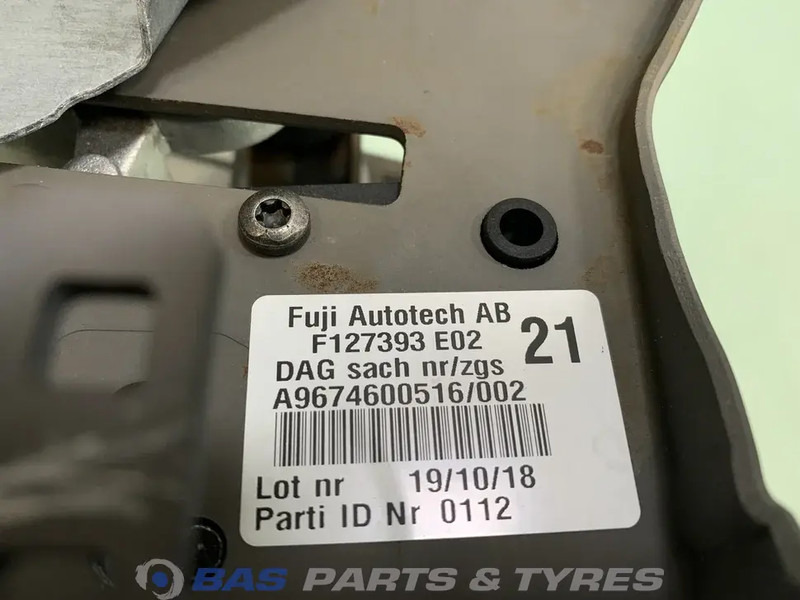 Fuji Autotech AB
F127393 E02
21
DAG sach nr/zgs
A9674600516/002
Lot nr 19/10/18
Parti ID Nr 0112
BAS PARTS & TYRES